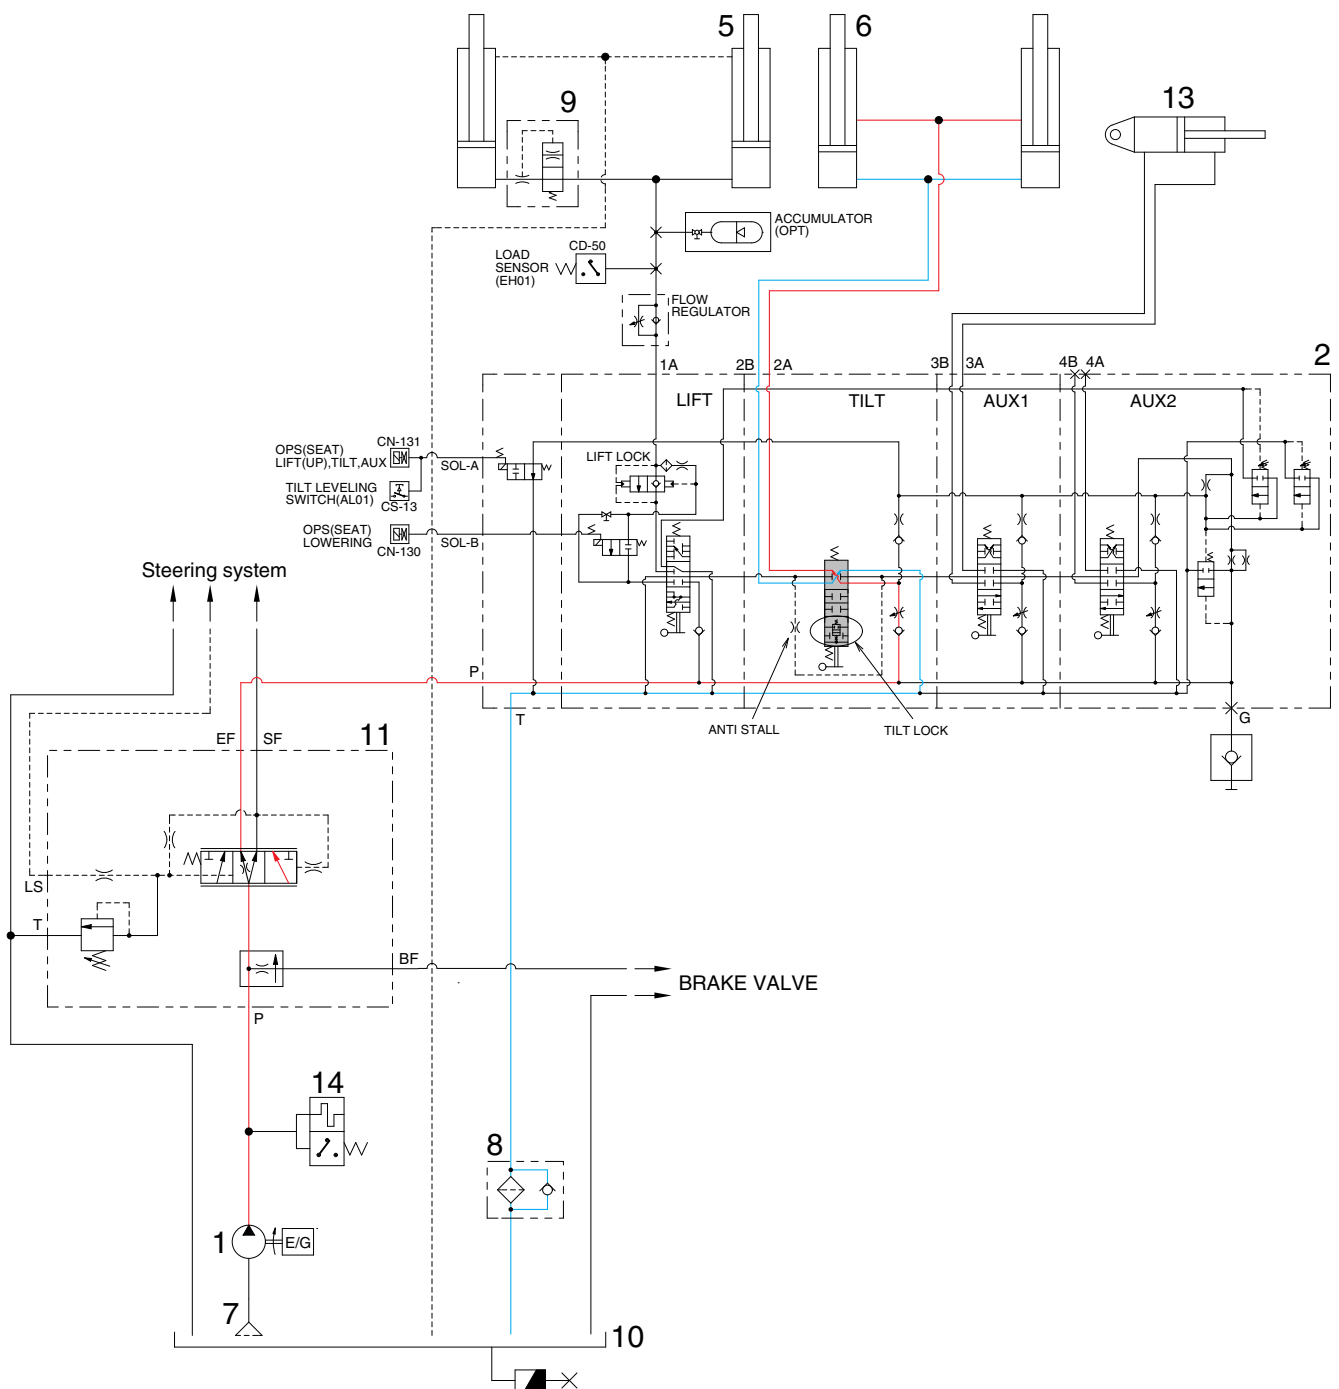 5
6
9
13
ACCUMULATOR
(OPT)
CD-50
LOAD
SENSOR
(EH01)
FLOW
REGULATOR
1A
2B
2A
3B
3A
4B
4A
2
LIFT
TILT
AUX1
AUX2
CN-131
OPS(SEAT)
LIFT(UP),TILT,AUX
SOL-A
LIFT LOCK
TILT LEVELING
SWITCH(AL01)
CS-13
OPS(SEAT)
LOWERING
CN-130
SOL-B
Steering system
P
T
G
ANTI STALL
TILT LOCK
EF
SF
11
LS
T
BF
BRAKE VALVE
P
14
8
1
E/G
7
10